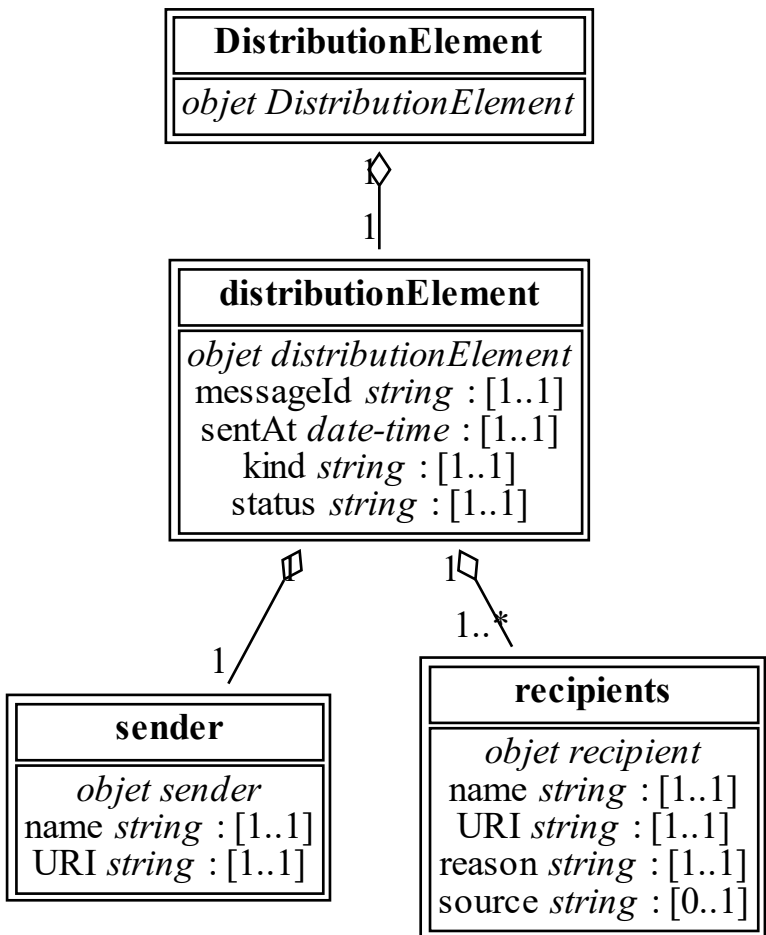 DistributionElement
objet DistributionElement
1
1
distributionElement
objet distributionElement
messageId string : [1..1]
sentAt date-time : [1..1]
kind string : [1..1]
status string : [1..1]
1
1
1
1..*
sender
objet sender
name string : [1..1]
URI string : [1..1]
recipients
objet recipient
name string : [1..1]
URI string : [1..1]
reason string : [1..1]
source string : [0..1]